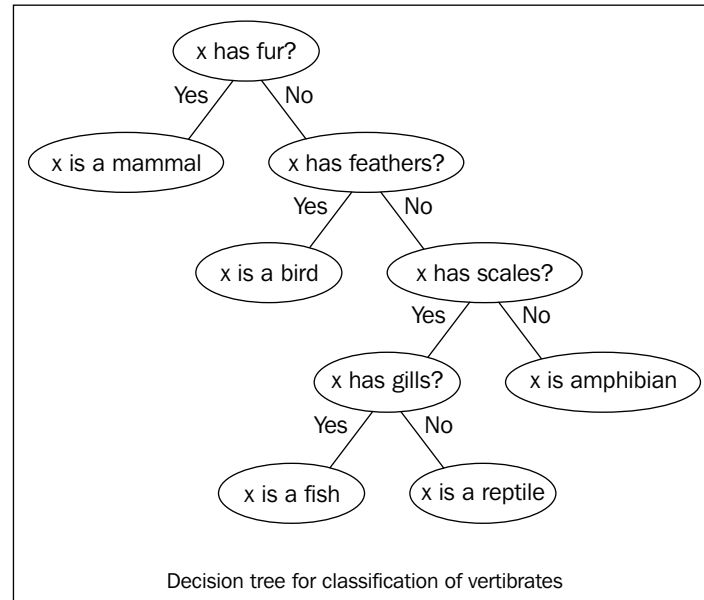 x has fur?
Yes No
x is a mammal x has feathers?
Yes No
x is a bird x has scales?
Yes No
x has gills? x is amphibian
Yes No
x is a fish x is a reptile
Decision tree for classification of vertibrates